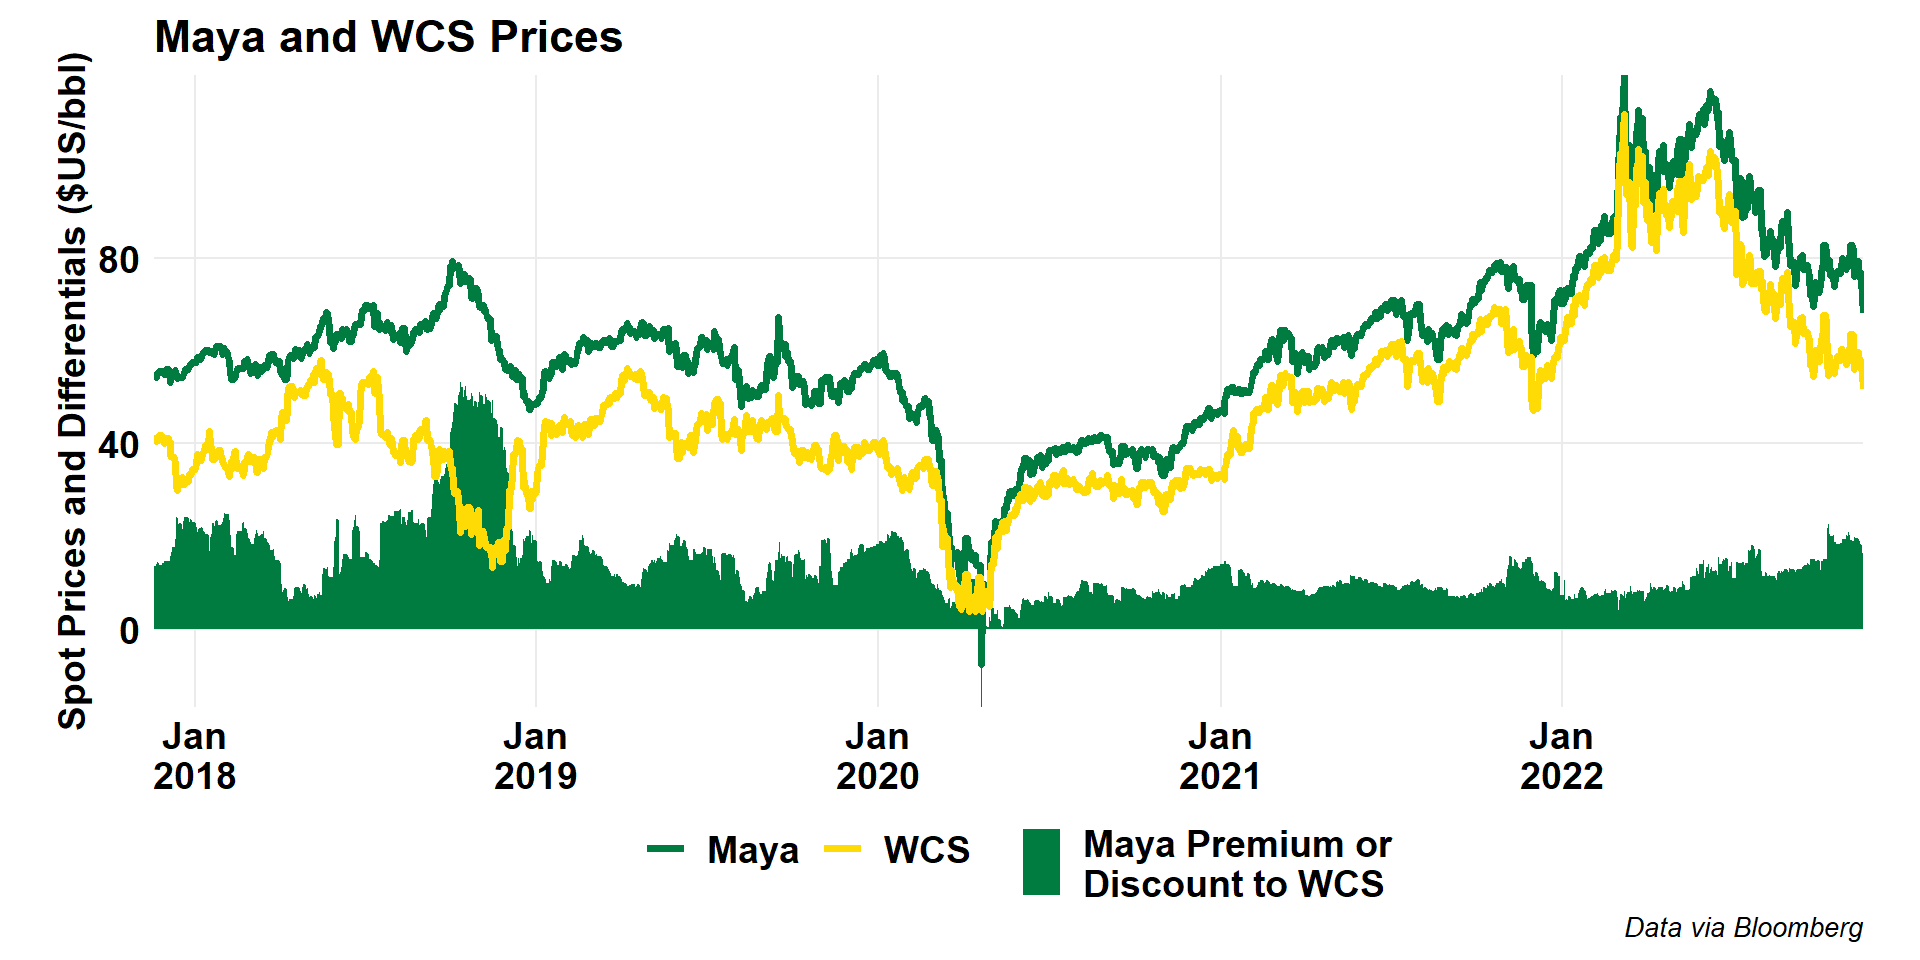 Maya and WCS Prices
Spot Prices and Differentials ($US/bbl)
80
40
0
Jan
2018
Jan
2019
Jan
2020
Jan
2021
Jan
2022
Maya
WCS
Maya Premium or
Discount to WCS
Data via Bloomberg